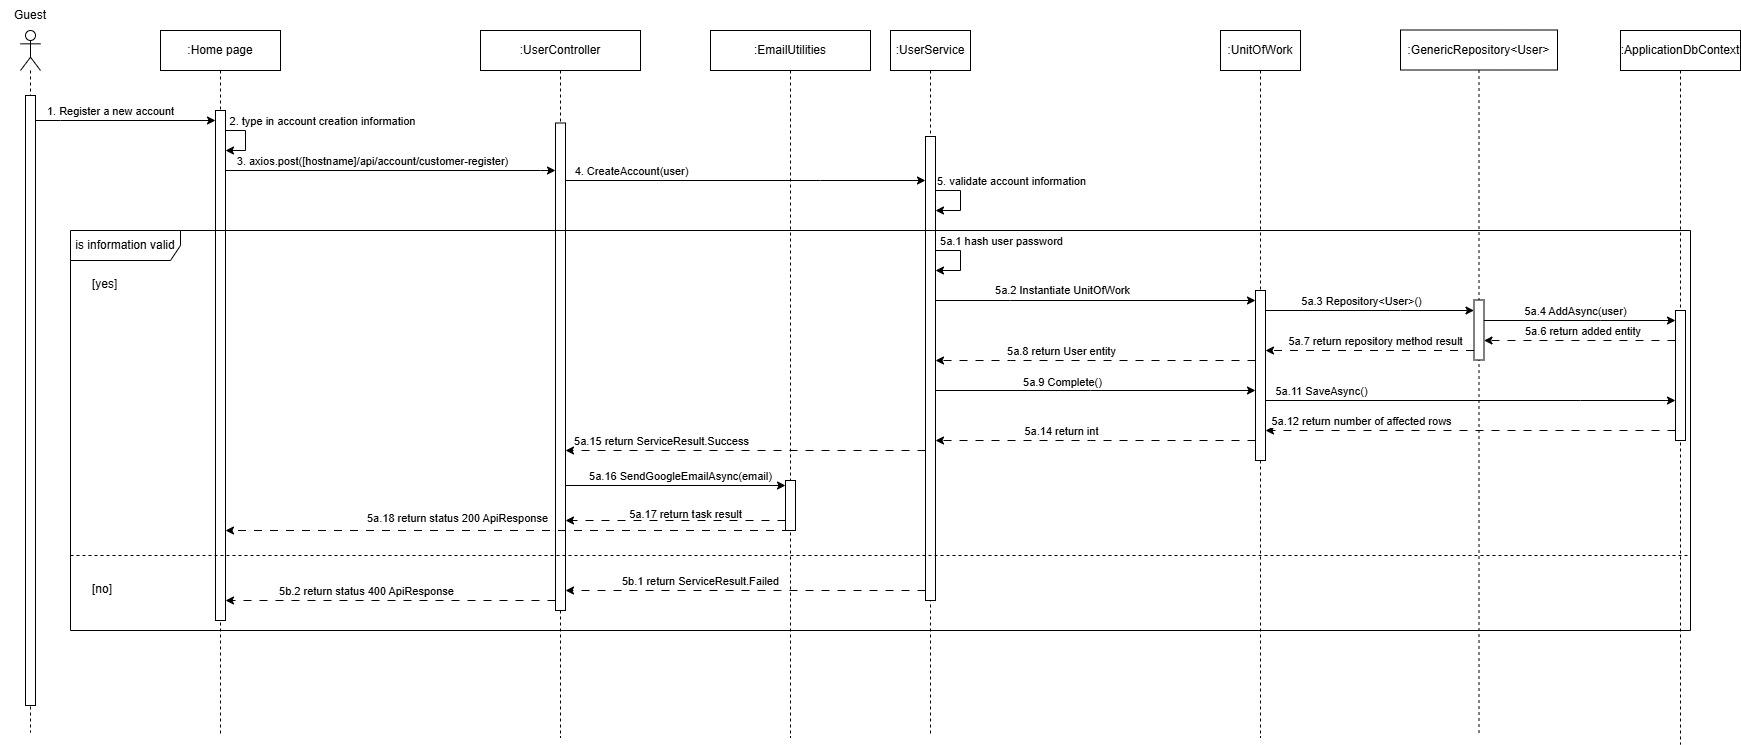 Guest
:Home page
:UserController
:EmailUtilities
:UserService
:UnitOfWork
:GenericRepository<User>
:ApplicationDbContext
1. Register a new account
2. type in account creation information
3. axios.post([hostname]/api/account/customer-register)
4. CreateAccount(user)
5. validate account information
is information valid
5a.1 hash user password
[yes]
5a.2 Instantiate UnitOfWork
5a.3 Repository<User>()
5a.4 AddAsync(user)
5a.6 return added entity
5a.7 return repository method result
5a.8 return User entity
5a.9 Complete()
5a.11 SaveAsync()
5a.12 return number of affected rows
5a.14 return int
5a.15 return ServiceResult.Success
5a.16 SendGoogleEmailAsync(email)
5a.17 return task result
5a.18 return status 200 ApiResponse
[no]
5b.1 return ServiceResult.Failed
5b.2 return status 400 ApiResponse